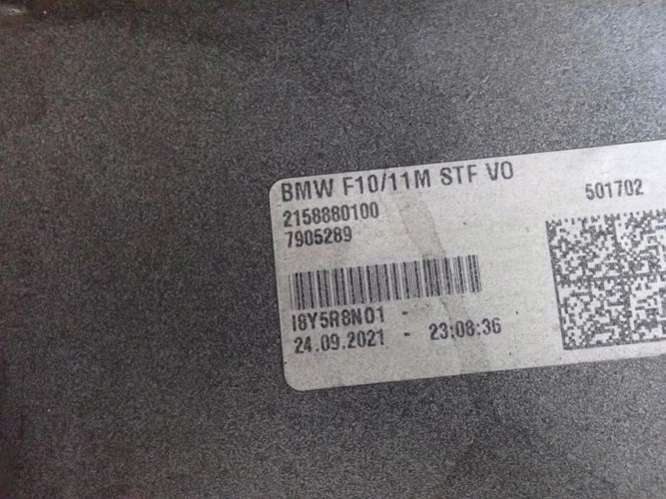 BMW F10/11M STF VO
501702
2158880100
7905289
I8Y5R8N01 -
24.09.2021 - 23:08:36